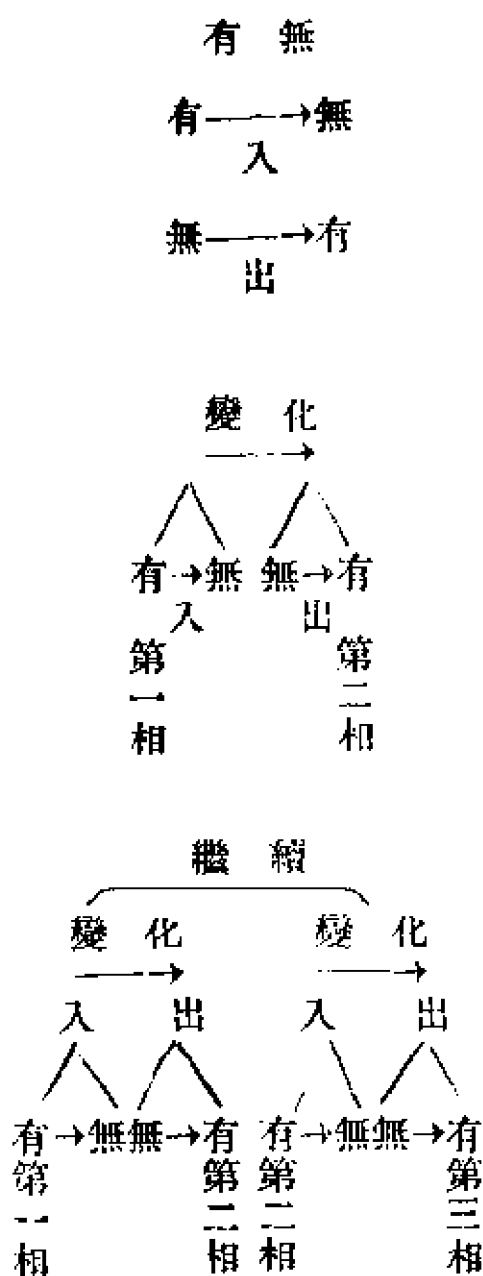 有 無
有→無
入
無→有
出
變 化
→
有→無 無→有
入 出
第一相 第二相
繼 續
變 化 變 化
→ →
入 出 入 出
有→無無→有 有→無無→有
第一相 第二相 第二相 第三相